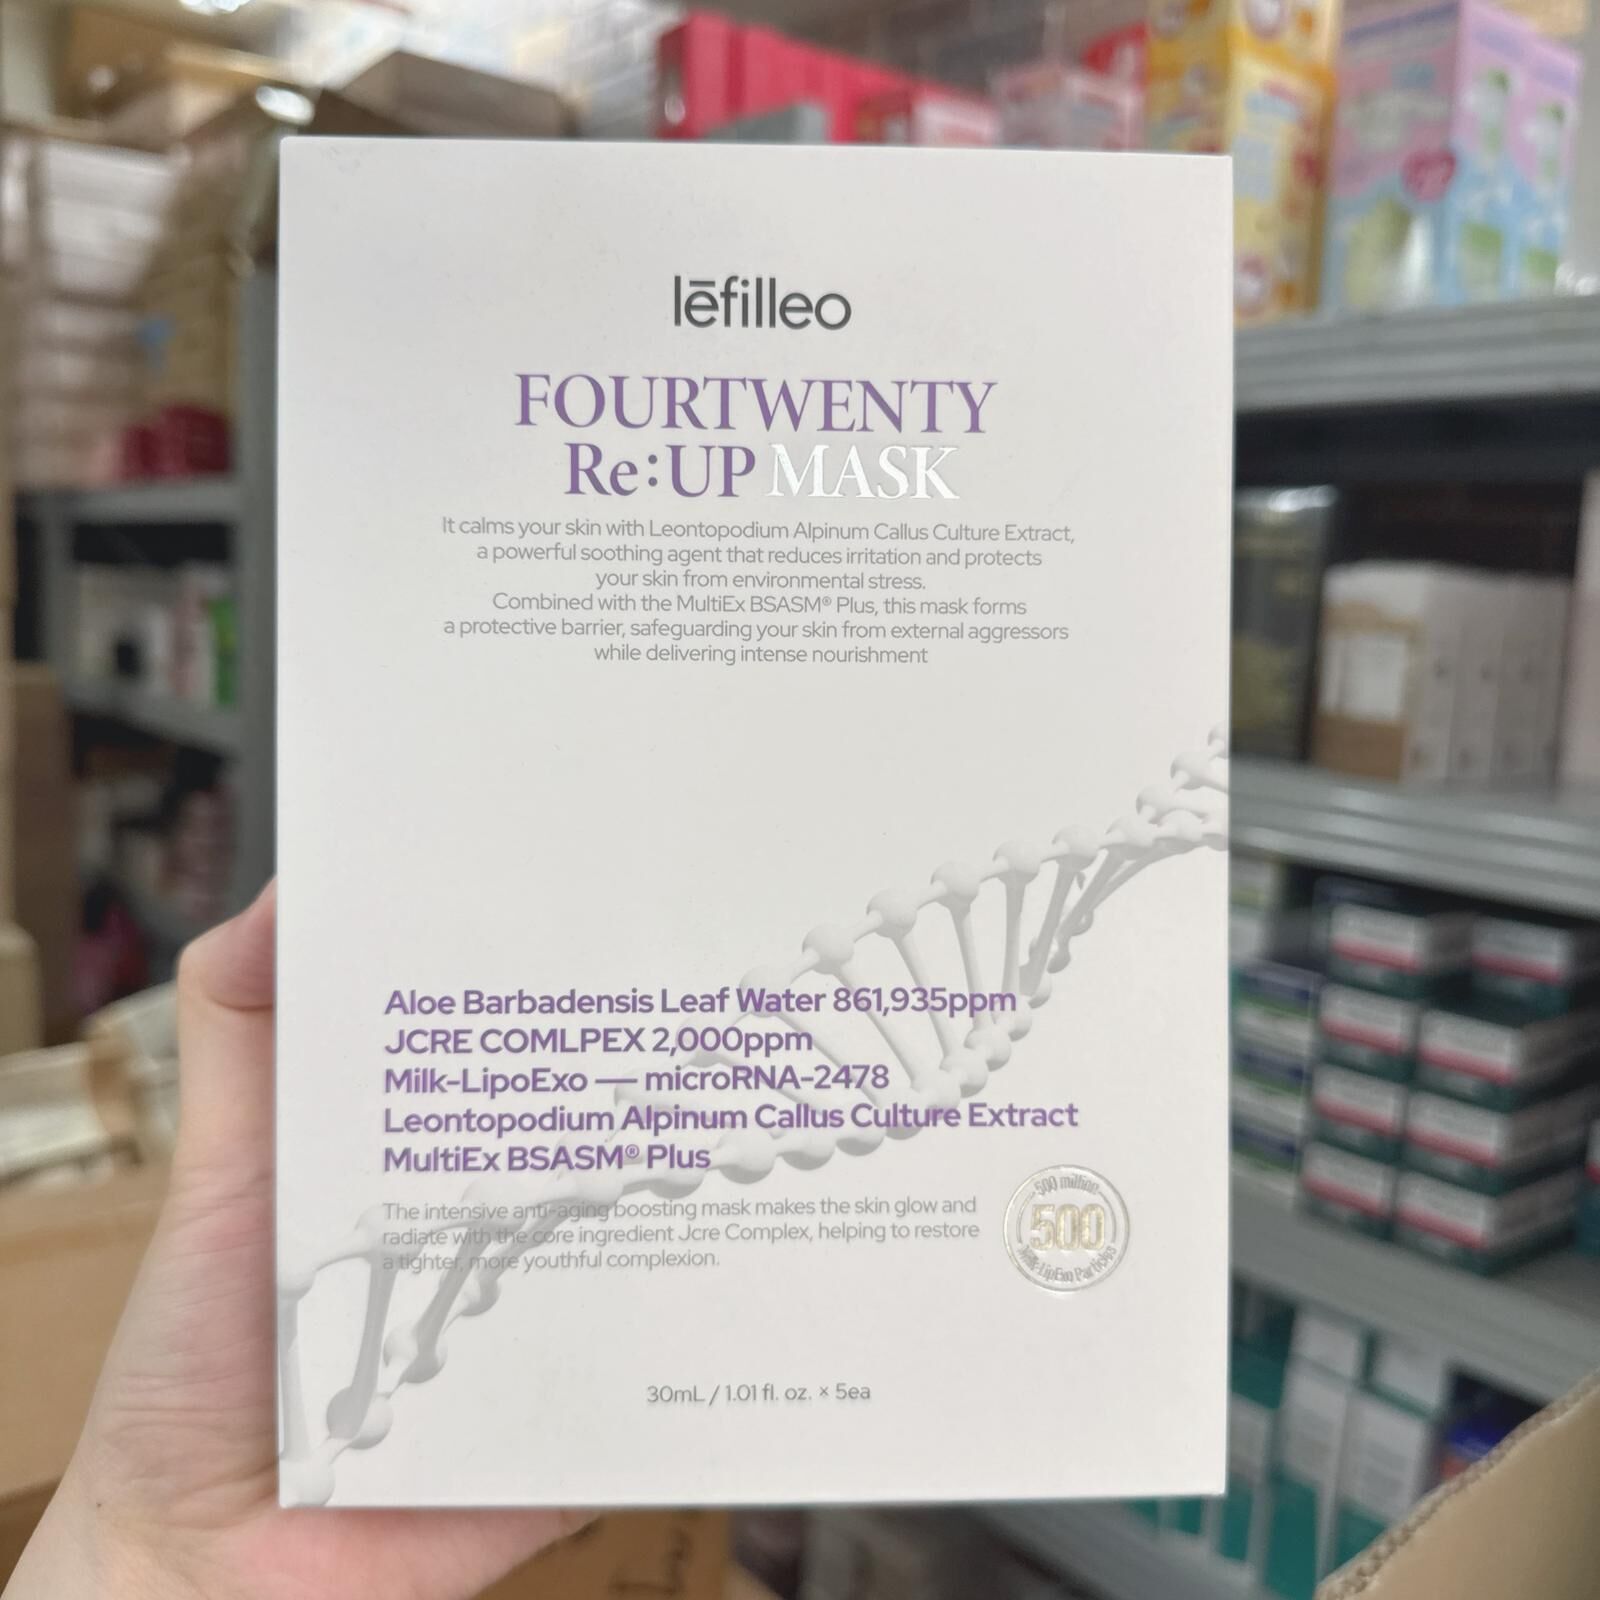 lēfilleo
FOURTWENTY
Re:UP MASK
It calms your skin with Leontopodium Alpinum Callus Culture Extract,
a powerful soothing agent that reduces irritation and protects
your skin from environmental stress.
Combined with the MultiEx BSASM® Plus, this mask forms
a protective barrier, safeguarding your skin from external aggressors
while delivering intense nourishment
Aloe Barbadensis Leaf Water 861,935ppm
JCRE COMLPEX 2,000ppm
Milk-LipoExo — microRNA-2478
Leontopodium Alpinum Callus Culture Extract
MultiEx BSASM® Plus
The intensive anti-aging boosting mask makes the skin glow and
radiate with the core ingredient Jcre Complex, helping to restore
a tighter, more youthful complexion.
500 million
500
Milk-LipoExo Particles
30mL / 1.01 fl. oz. × 5ea